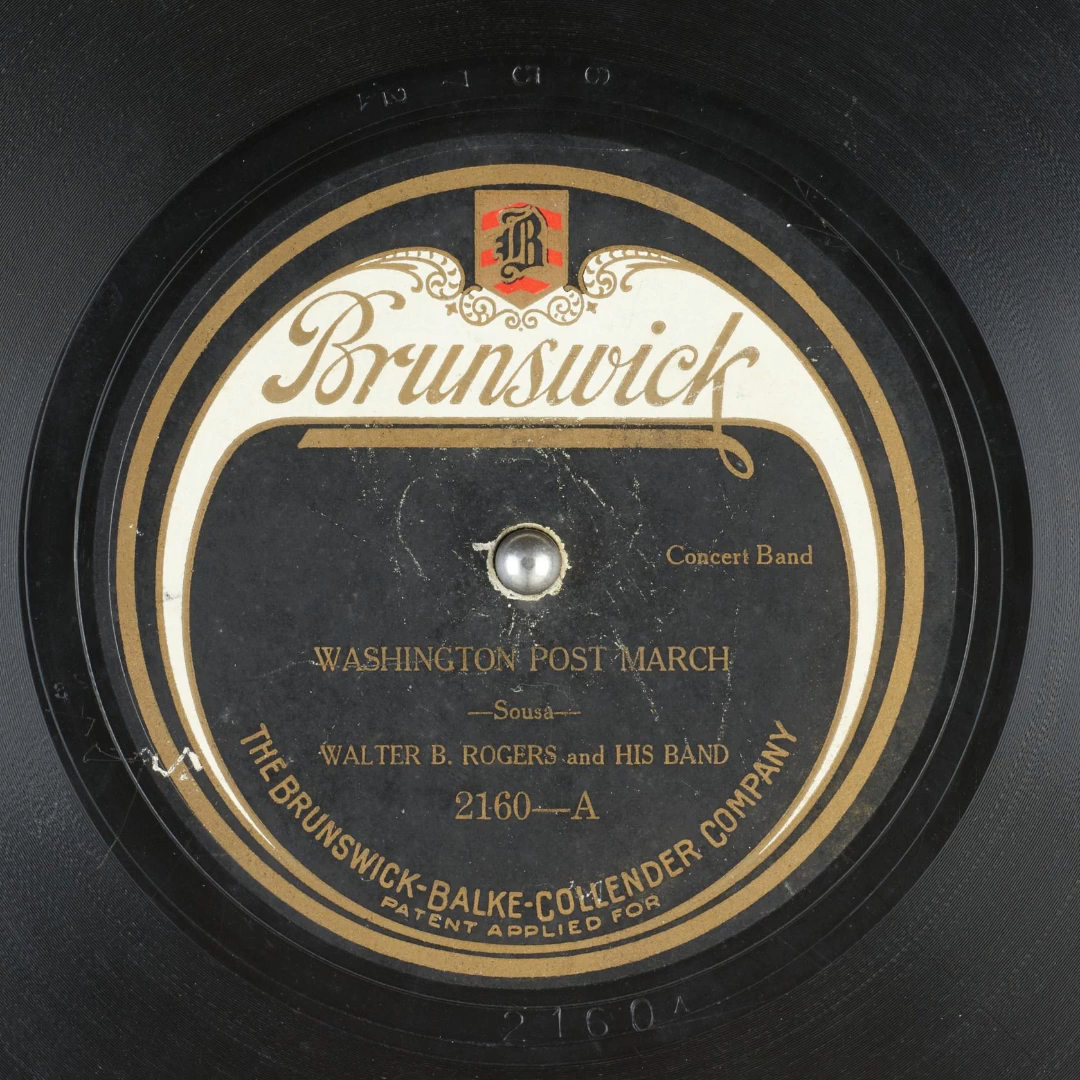 B
Brunswick
Concert Band
WASHINGTON POST MARCH
—Sousa—
WALTER B. ROGERS and HIS BAND
2160—A
THE BRUNSWICK-BALKE-COLLENDER COMPANY
PATENT APPLIED FOR
2160A